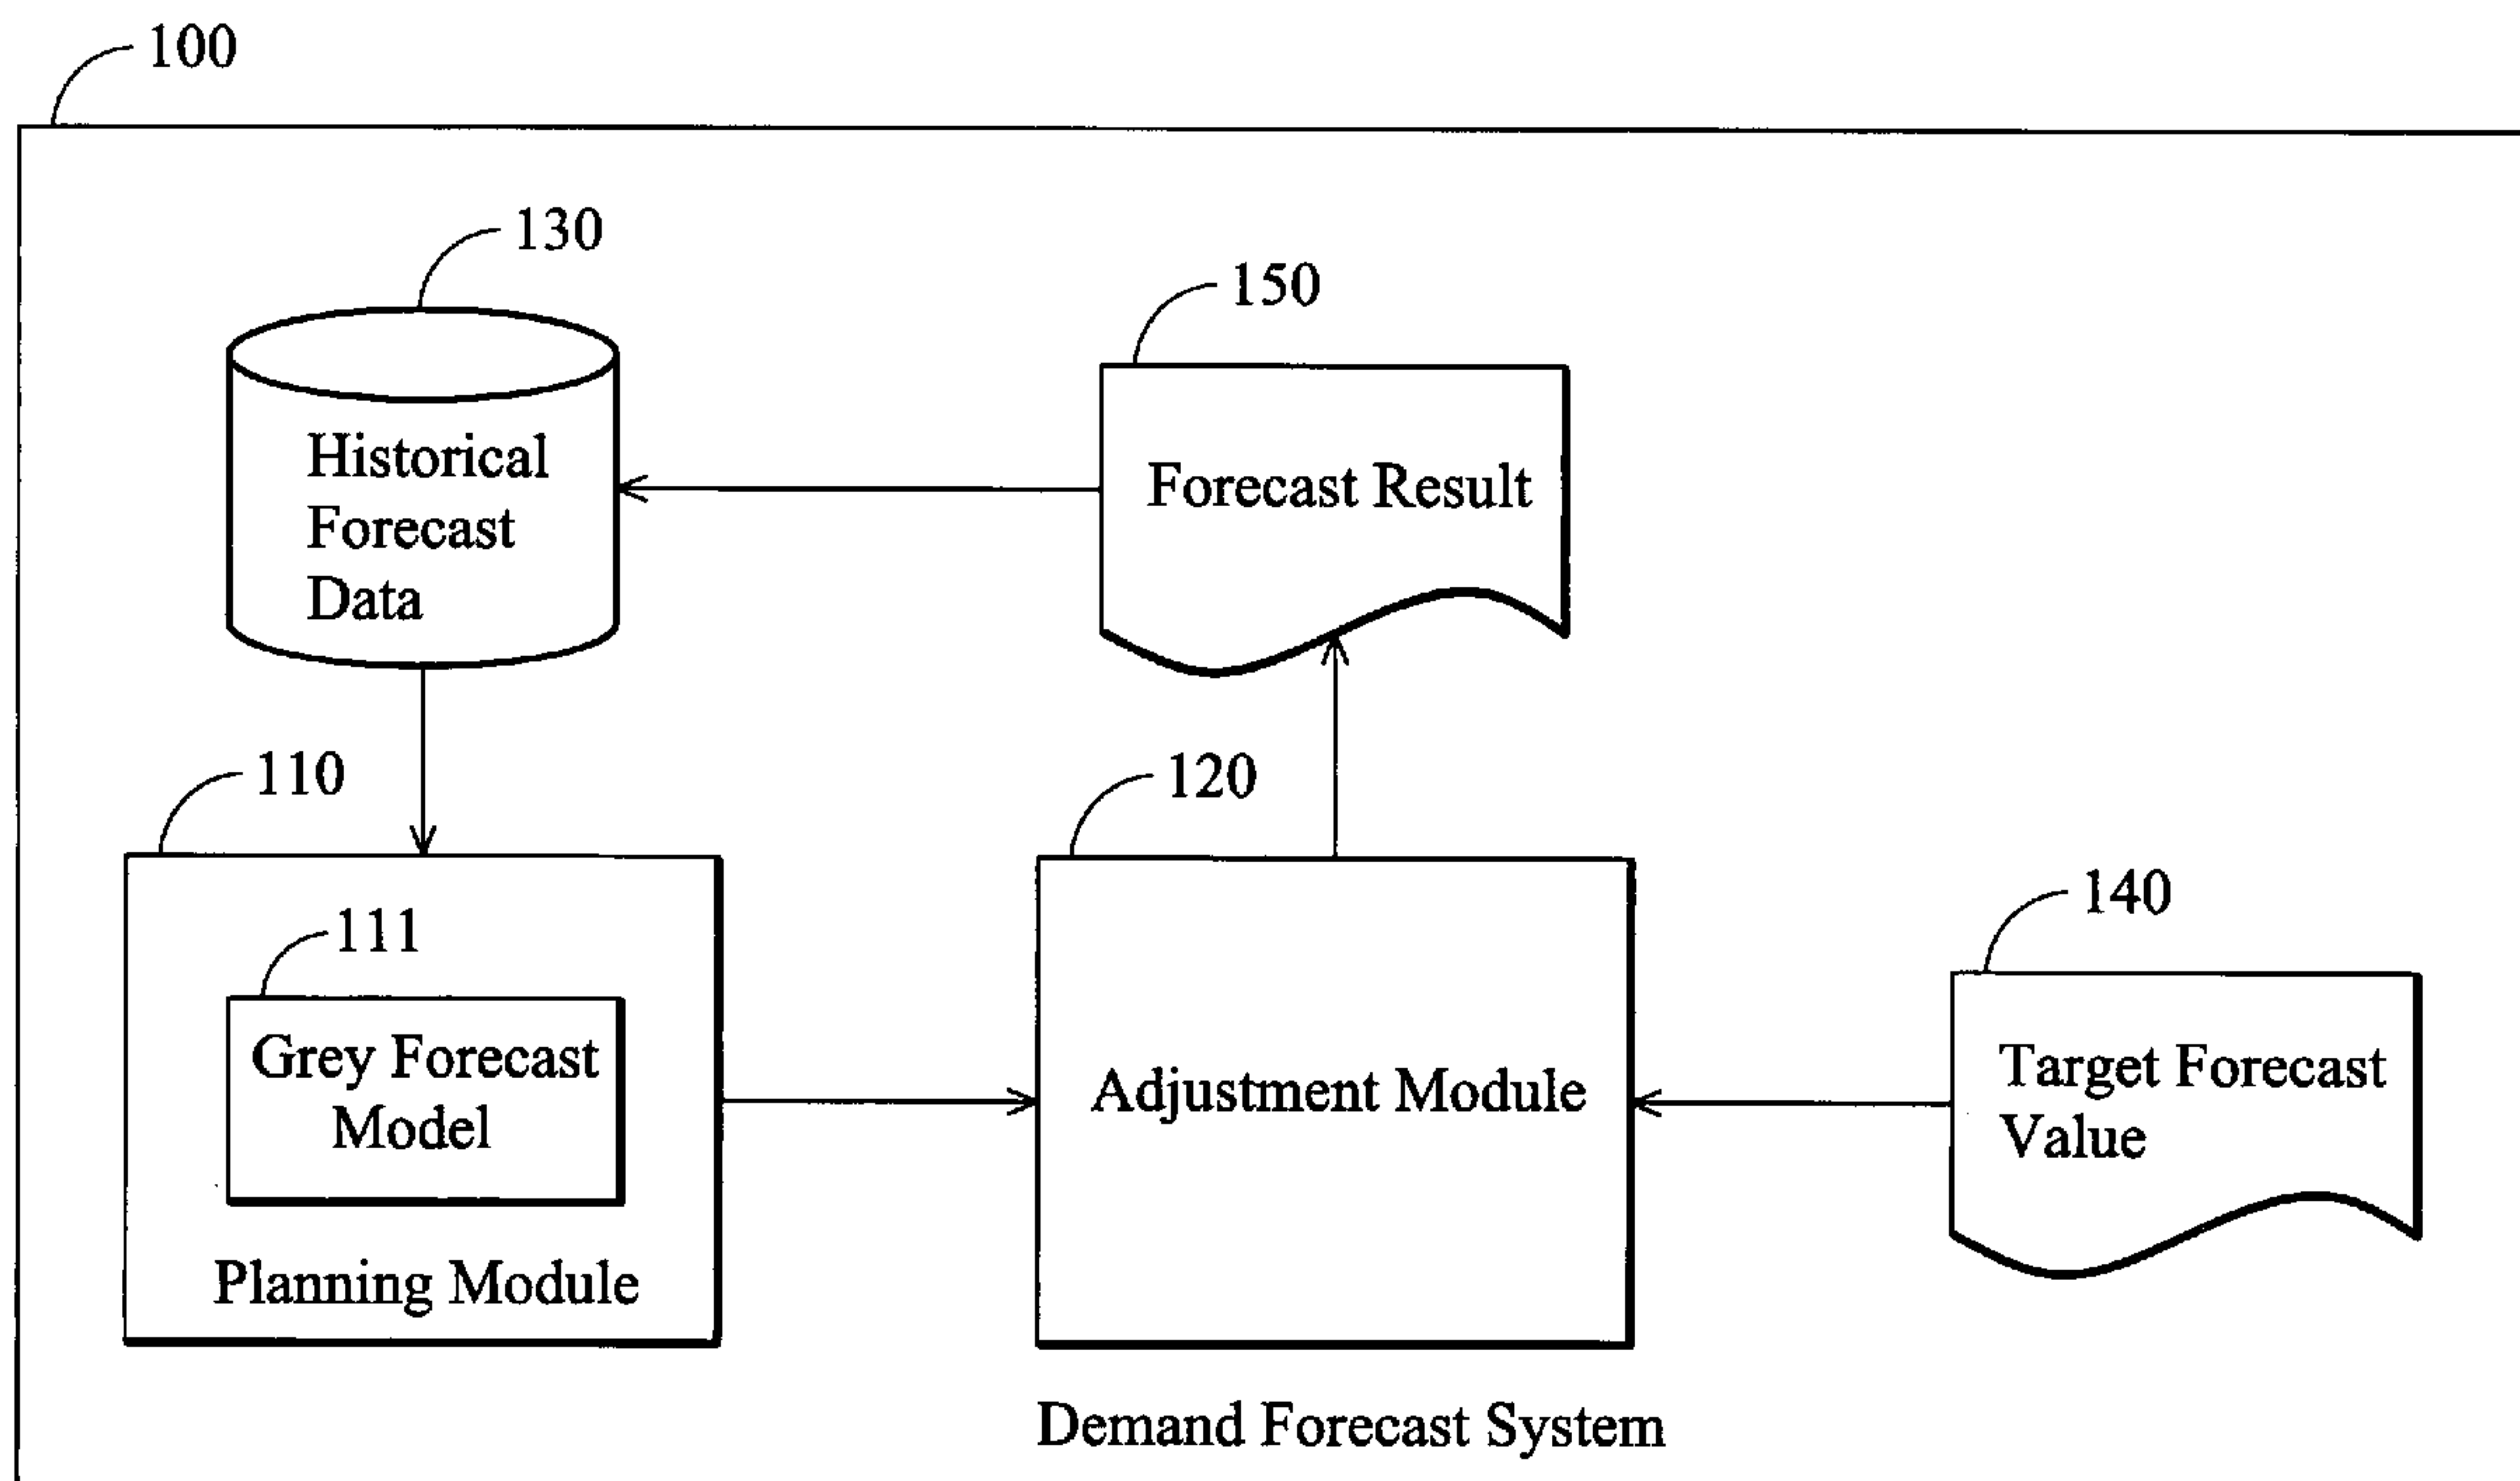 100
130
150
Historical
Forecast
Data
Forecast Result
110
120
140
111
Grey Forecast
Model
Planning Module
Adjustment Module
Target Forecast
Value
Demand Forecast System